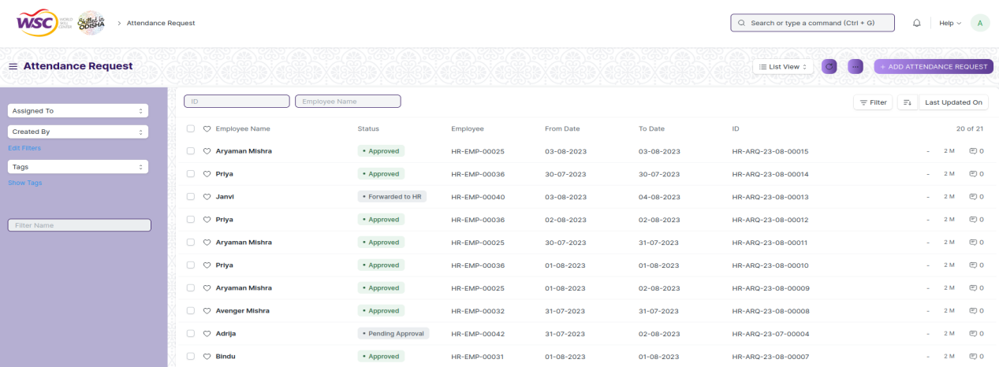 WSC WORLD SKILL CENTER Skilled in ODISHA > Attendance Request Search or type a command (Ctrl + G) Help A
Attendance Request List View ... + ADD ATTENDANCE REQUEST
Assigned To
Created By
Edit Filters
Tags
Show Tags
Filter Name
ID Employee Name Filter Last Updated On
Employee Name Status Employee From Date To Date ID 20 of 21
Aryaman Mishra • Approved HR-EMP-00025 03-08-2023 03-08-2023 HR-ARQ-23-08-00015 - 2 M 0
Priya • Approved HR-EMP-00036 30-07-2023 30-07-2023 HR-ARQ-23-08-00014 - 2 M 0
Janvi • Forwarded to HR HR-EMP-00040 03-08-2023 04-08-2023 HR-ARQ-23-08-00013 - 2 M 0
Priya • Approved HR-EMP-00036 02-08-2023 02-08-2023 HR-ARQ-23-08-00012 - 2 M 0
Aryaman Mishra • Approved HR-EMP-00025 30-07-2023 31-07-2023 HR-ARQ-23-08-00011 - 2 M 0
Priya • Approved HR-EMP-00036 01-08-2023 01-08-2023 HR-ARQ-23-08-00010 - 2 M 0
Aryaman Mishra • Approved HR-EMP-00025 01-08-2023 02-08-2023 HR-ARQ-23-08-00009 - 2 M 0
Avenger Mishra • Approved HR-EMP-00032 31-07-2023 31-07-2023 HR-ARQ-23-08-00008 - 2 M 0
Adrija • Pending Approval HR-EMP-00042 31-07-2023 02-08-2023 HR-ARQ-23-07-00004 - 2 M 0
Bindu • Approved HR-EMP-00031 01-08-2023 01-08-2023 HR-ARQ-23-08-00007 - 2 M 0